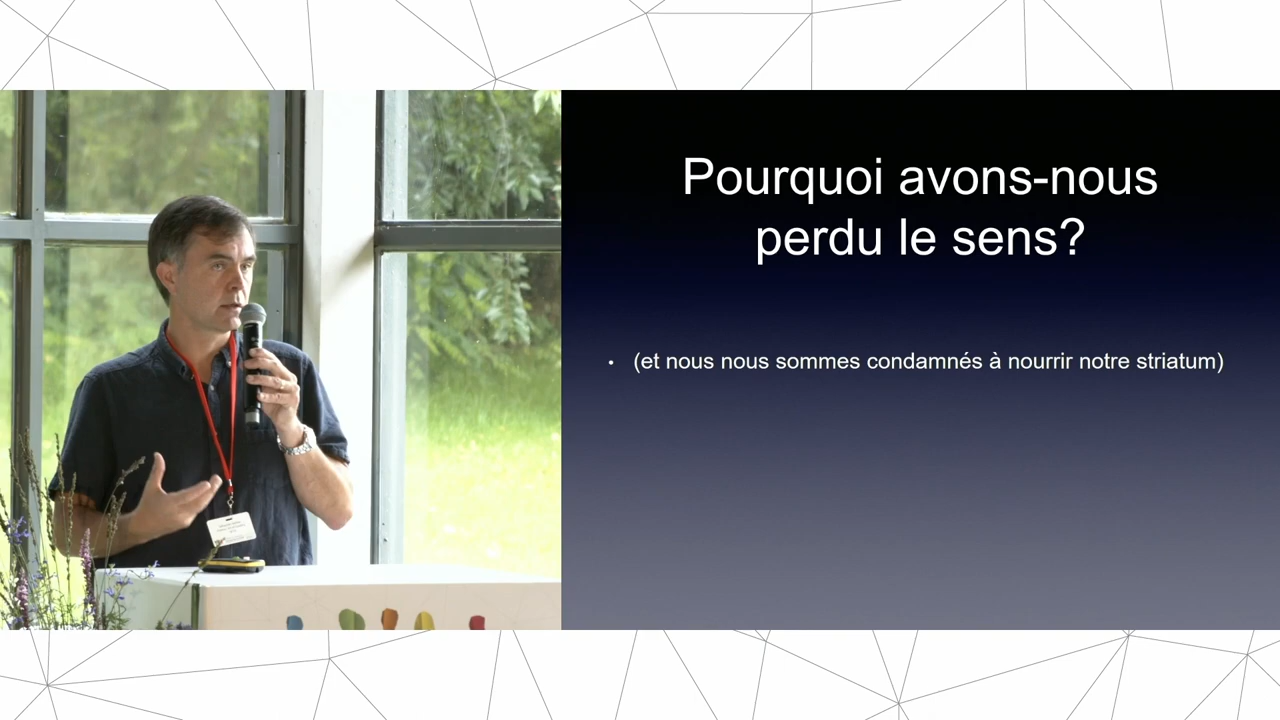 Pourquoi avons-nous
perdu le sens?
• (et nous nous sommes condamnés à nourrir notre striatum)